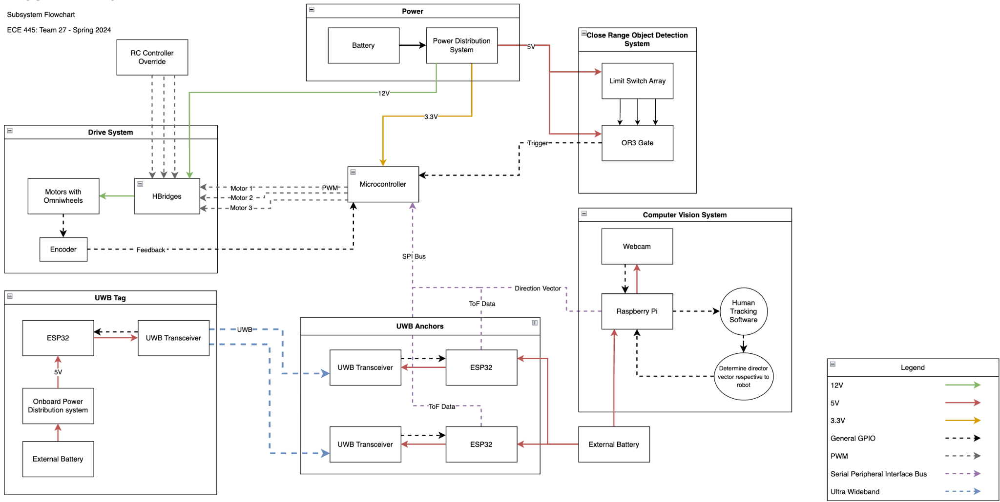 Subsystem Flowchart
ECE 445: Team 27 - Spring 2024
RC Controller
Override
Power
Battery
Power Distribution
System
5V
12V
3.3V
Close Range Object Detection
System
Limit Switch Array
OR3 Gate
Trigger
Drive System
Motors with
Omniwheels
HBridges
Motor 1
Motor 2
Motor 3
PWM
Microcontroller
Encoder
Feedback
SPI Bus
Direction Vector
ToF Data
Computer Vision System
Webcam
Raspberry Pi
Human
Tracking
Software
Determine director
vector respective to
robot
UWB Tag
ESP32
UWB Transceiver
5V
Onboard Power
Distribution system
External Battery
UWB
UWB Anchors
UWB Transceiver
ESP32
ToF Data
UWB Transceiver
ESP32
External Battery
Legend
12V
5V
3.3V
General GPIO
PWM
Serial Peripheral Interface Bus
Ultra Wideband